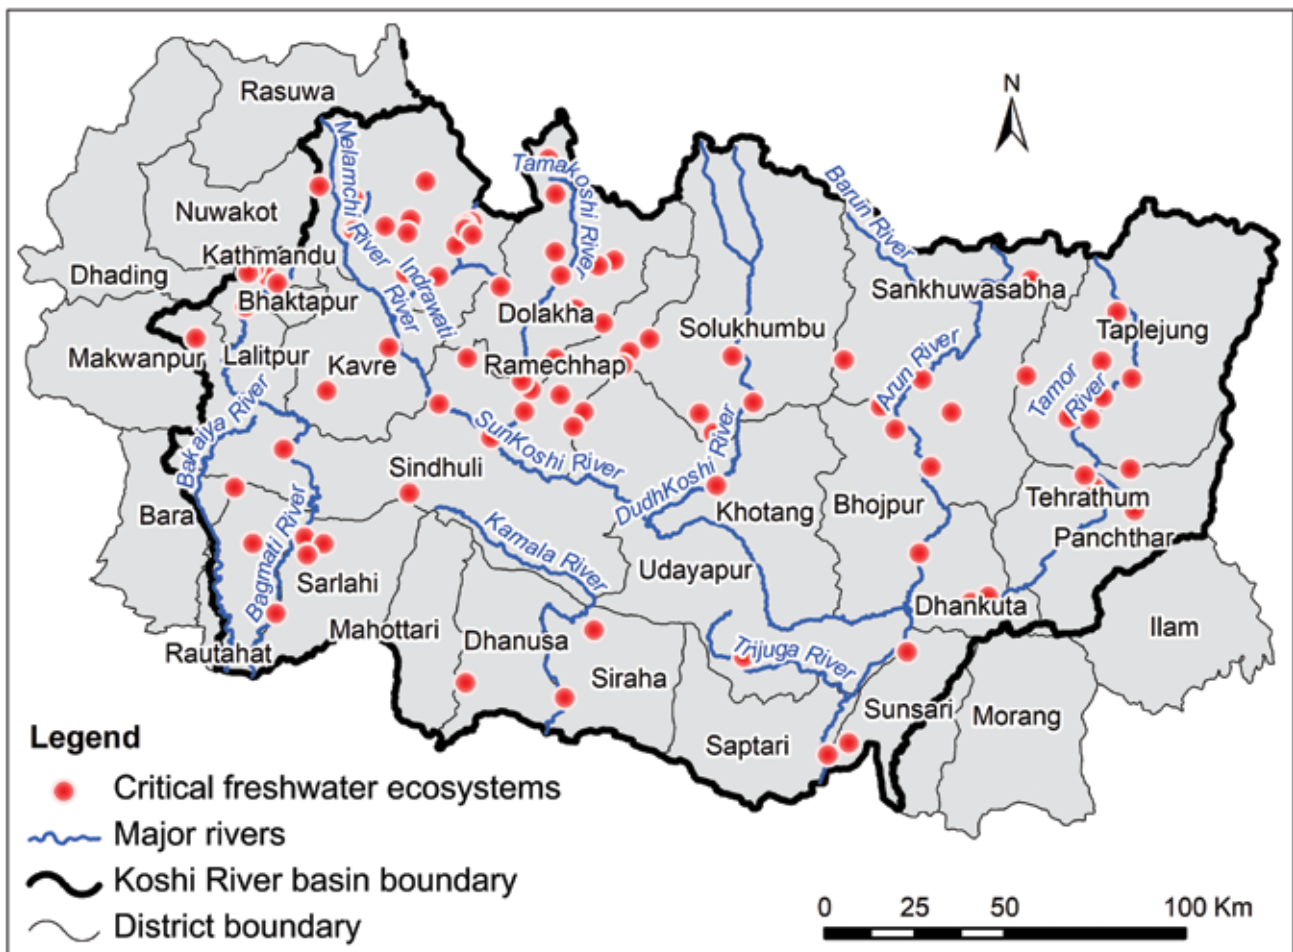 Rasuwa
N
Melamchi River
Tamakoshi River
Barun River
Nuwakot
Kathmandu
Dhading
Bhaktapur
Indrawati River
Sankhuwasabha
Dolakha
Solukhumbu
Taplejung
Makwanpur
Lalitpur
Kavre
Ramechhap
Arun River
Tamor River
Bakaiya River
SunKoshi River
Sindhuli
DudhKoshi River
Khotang
Bhojpur
Tehrathum
Bara
Bagmati River
Kamala River
Panchthar
Sarlahi
Udayapur
Dhankuta
Mahottari
Dhanusa
Ilam
Rautahat
Trijuga River
Siraha
Sunsari
Morang
Saptari
Legend
Critical freshwater ecosystems
Major rivers
Koshi River basin boundary
District boundary
0 25 50 100 Km